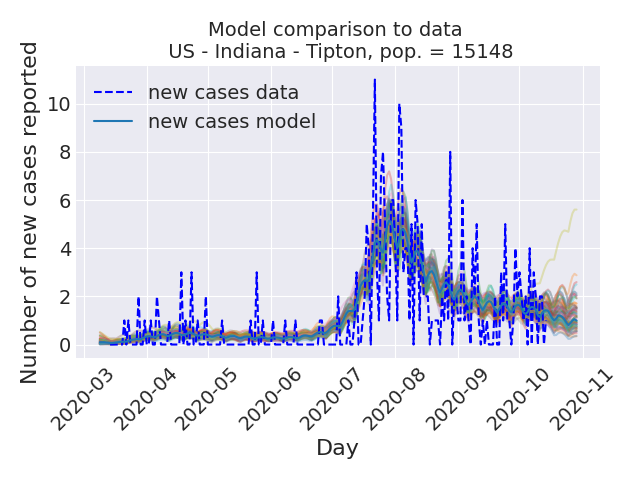 Model comparison to data
US - Indiana - Tipton, pop. = 15148
Number of new cases reported
10
8
6
4
2
0
new cases data
new cases model
2020-03
2020-04
2020-05
2020-06
2020-07
2020-08
2020-09
2020-10
2020-11
Day